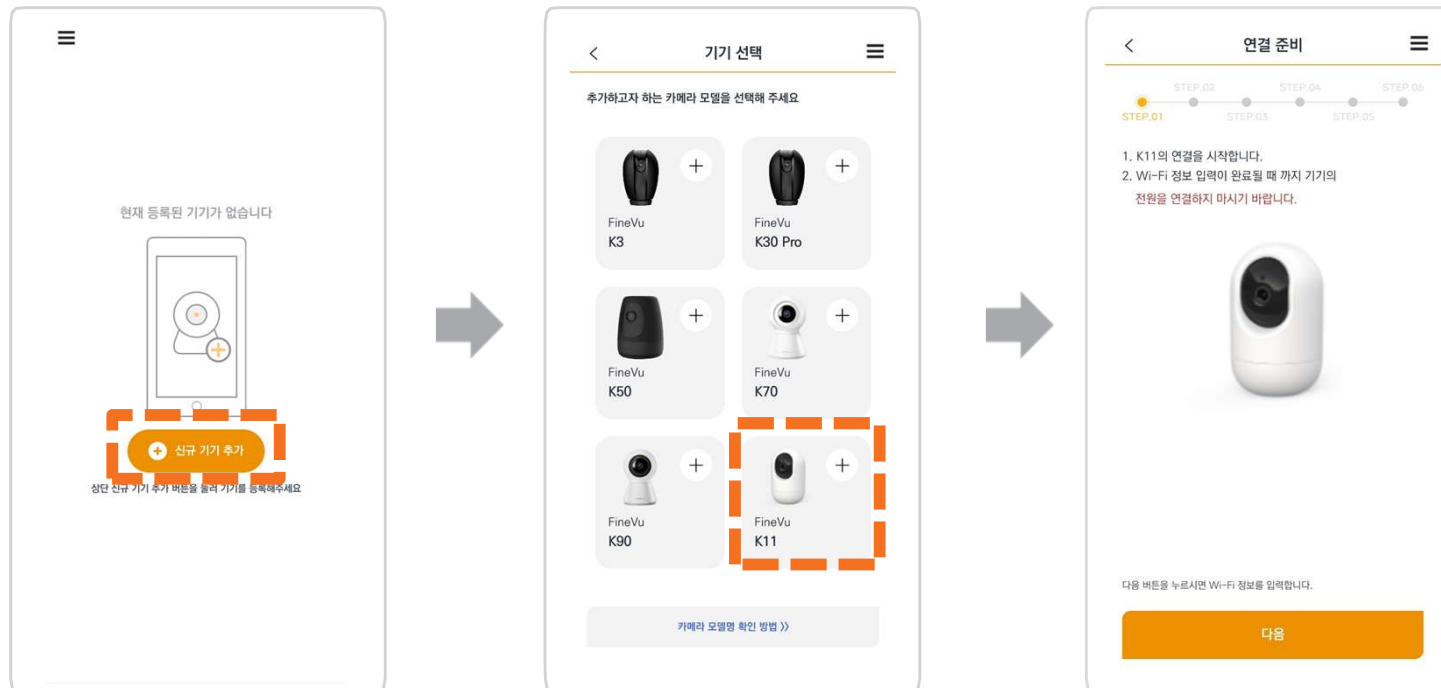 현재 등록된 기기가 없습니다
신규 기기 추가
상단 신규 기기 추가 버튼을 눌러 기기를 등록해주세요
기기 선택
추가하고자 하는 카메라 모델을 선택해 주세요
FineVu
K3
FineVu
K30 Pro
FineVu
K50
FineVu
K70
FineVu
K90
FineVu
K11
카메라 모델명 확인 방법 》
연결 준비
STEP.01
STEP.02
STEP.03
STEP.04
STEP.05
STEP.06
1. K11의 연결을 시작합니다.
2. Wi-Fi 정보 입력이 완료될 때 까지 기기의
전원을 연결하지 마시기 바랍니다.
다음 버튼을 누르시면 Wi-Fi 정보를 입력합니다.
다음